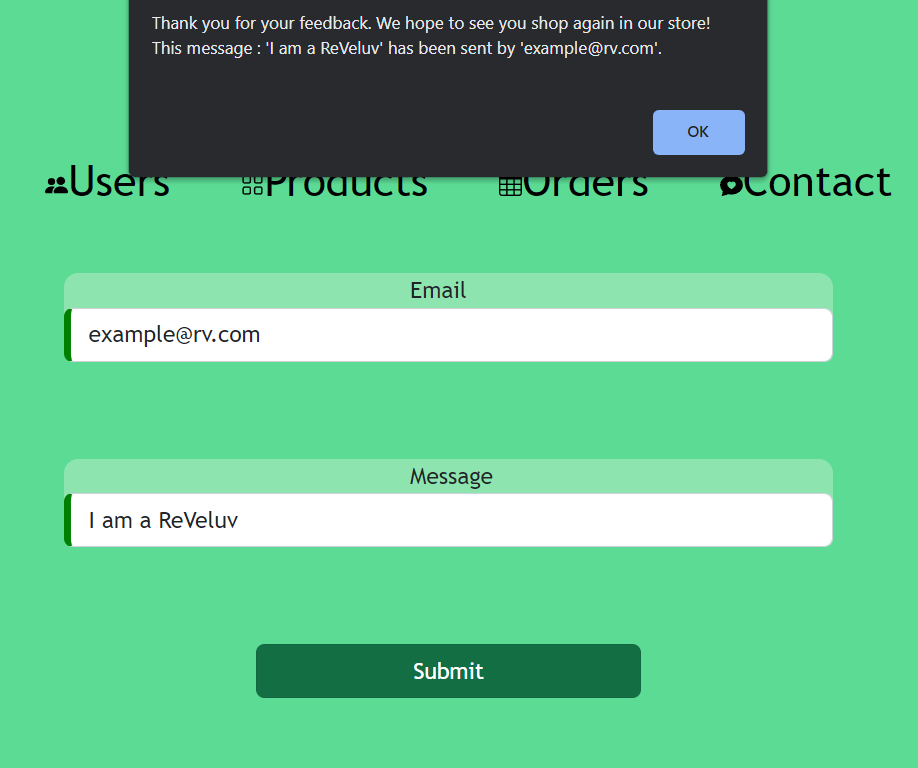 Thank you for your feedback. We hope to see you shop again in our store!
This message : 'I am a ReVeluv' has been sent by 'example@rv.com'.
OK
Users Products Orders Contact
Email
example@rv.com
Message
I am a ReVeluv
Submit